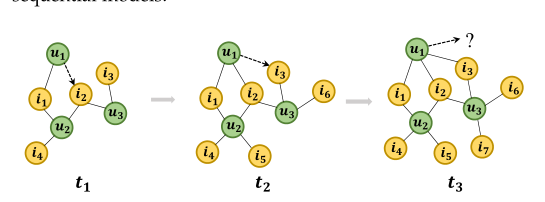 sequential models.
u₁ i₃ u₁ i₃ u₁ ? i₃
i₁ i₂ u₃ i₁ i₂ u₃ i₆ i₁ i₂ u₃ i₆
u₂ i₄ u₂ i₄ i₅ u₂ i₄ i₅ i₇
t₁ t₂ t₃